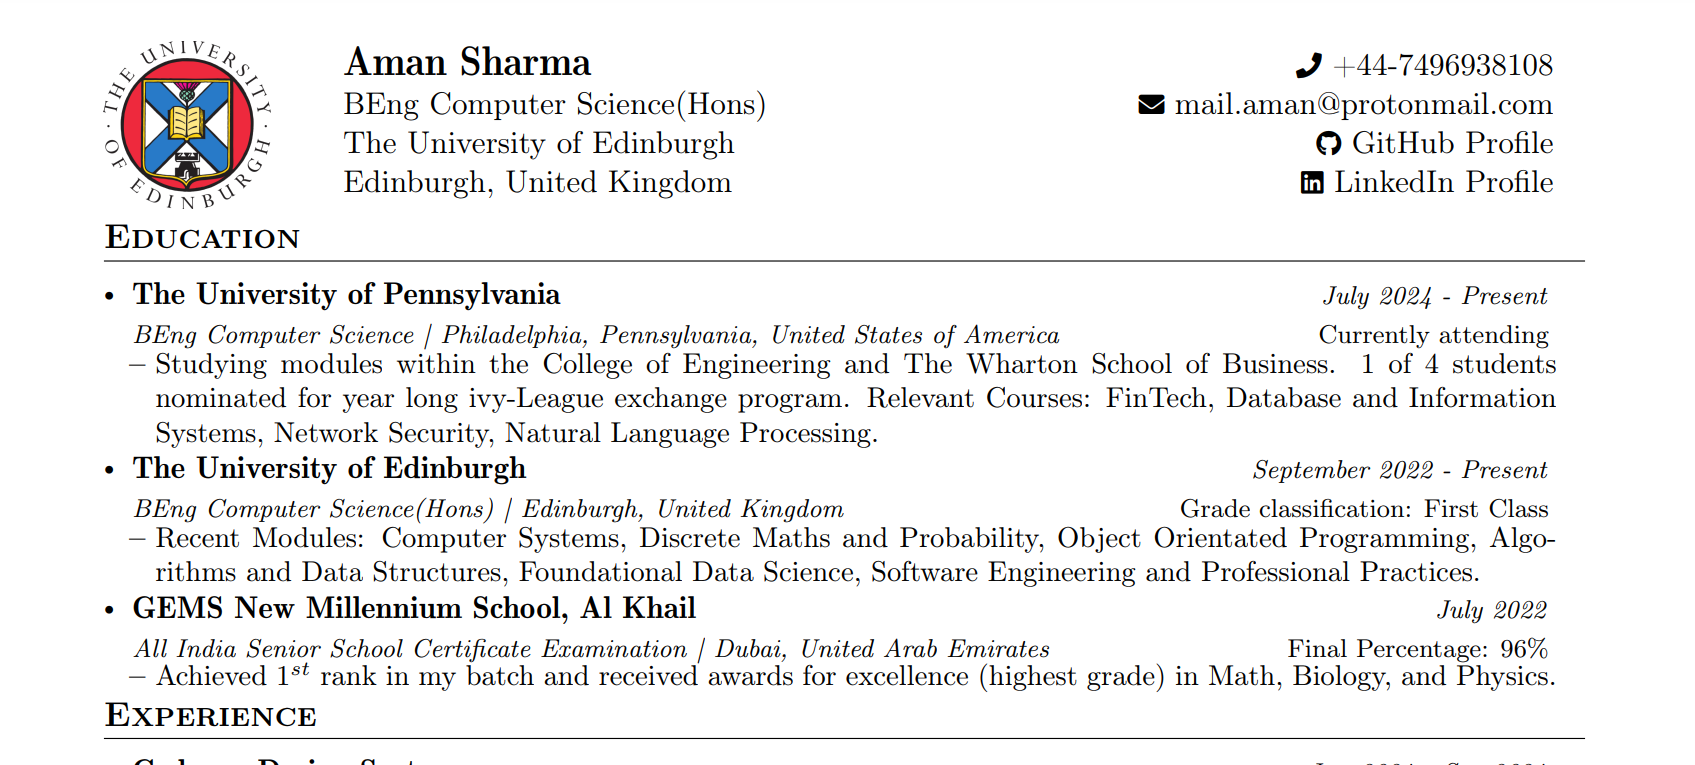 THE UNIVERSITY OF EDINBURGH
Aman Sharma
BEng Computer Science(Hons)
The University of Edinburgh
Edinburgh, United Kingdom
+44-7496938108
mail.aman@protonmail.com
GitHub Profile
LinkedIn Profile
EDUCATION
• The University of Pennsylvania July 2024 - Present
BEng Computer Science | Philadelphia, Pennsylvania, United States of America Currently attending
– Studying modules within the College of Engineering and The Wharton School of Business. 1 of 4 students
nominated for year long ivy-League exchange program. Relevant Courses: FinTech, Database and Information
Systems, Network Security, Natural Language Processing.
• The University of Edinburgh September 2022 - Present
BEng Computer Science(Hons) | Edinburgh, United Kingdom Grade classification: First Class
– Recent Modules: Computer Systems, Discrete Maths and Probability, Object Orientated Programming, Algo-
rithms and Data Structures, Foundational Data Science, Software Engineering and Professional Practices.
• GEMS New Millennium School, Al Khail July 2022
All India Senior School Certificate Examination | Dubai, United Arab Emirates Final Percentage: 96%
– Achieved 1st rank in my batch and received awards for excellence (highest grade) in Math, Biology, and Physics.
EXPERIENCE